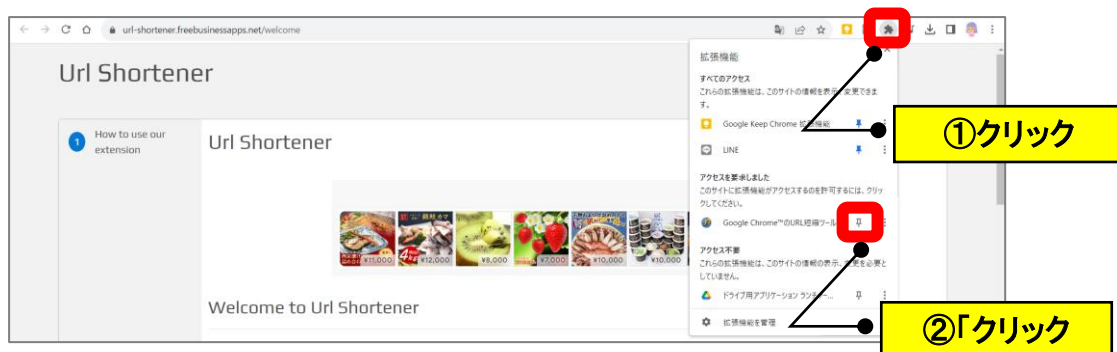 url-shortener.freebusinessapps.net/welcome
Url Shortener
1
How to use our
extension
Url Shortener
¥11,000
4kg
¥12,000
¥8,000
¥7,000
¥10,000
¥10,000
Welcome to Url Shortener
拡張機能
すべてのアクセス
これらの拡張機能は、このサイトの情報を表示、変更できま
す。
Google Keep Chrome 拡張機能
LINE
アクセスを要求しました
このサイトに拡張機能がアクセスするのを許可するには、クリッ
クしてください。
Google Chrome™のURL短縮ツール
アクセス不要
これらの拡張機能は、このサイトの情報の表示、変更を必要と
していません。
ドライブ用アプリケーション ランチャー...
拡張機能を管理
①クリック
②「クリック